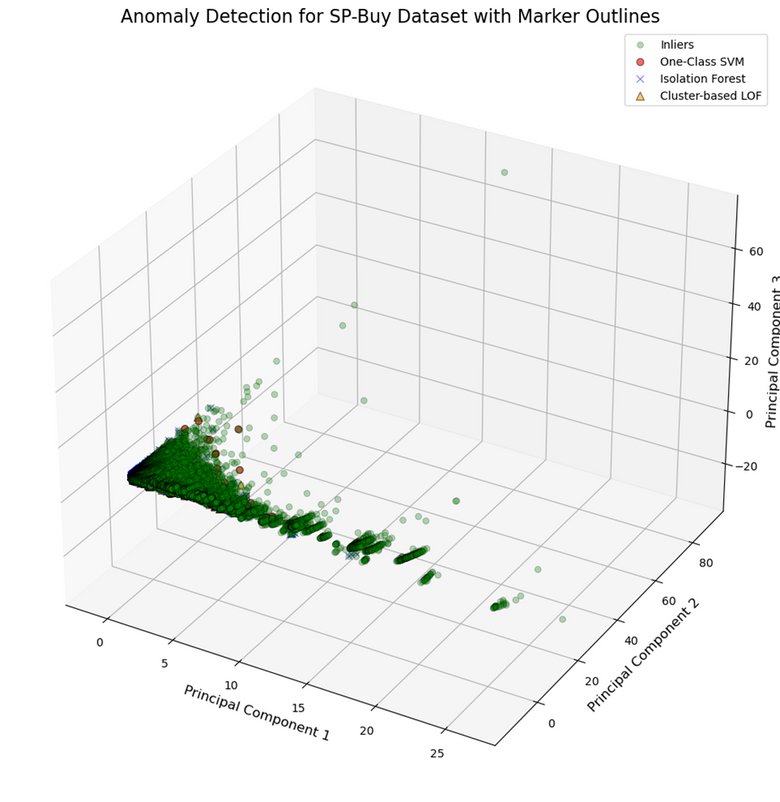 Anomaly Detection for SP-Buy Dataset with Marker Outlines
Inliers
One-Class SVM
Isolation Forest
Cluster-based LOF
60
40
20
0
−20
Principal Component 3
80
60
40
20
0
Principal Component 2
0
5
10
15
20
25
Principal Component 1